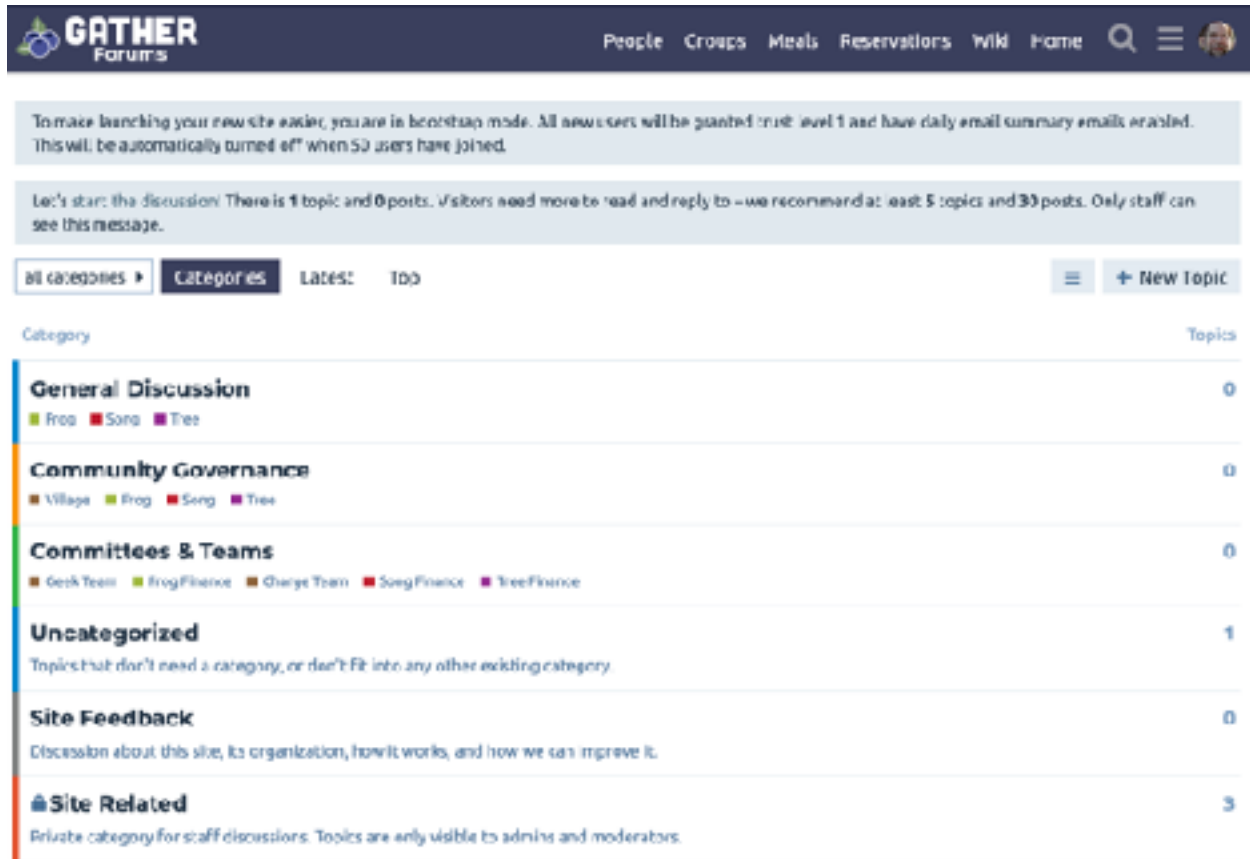 GATHER
Forums
People Groups Meals Reservations Wiki Home
To make launching your new site easier, you are in bootstrap mode. All new users will be granted trust level 1 and have daily email summary emails enabled.
This will be automatically turned off when 50 users have joined.
Let's start the discussion! There is 1 topic and 0 posts. Visitors need more to read and reply to – we recommend at least 5 topics and 30 posts. Only staff can
see this message.
all categories Categories Latest Top + New Topic
Category Topics
General Discussion 0
Frog Song Tree
Community Governance 0
Village Frog Song Tree
Committees & Teams 0
Geek Team Frog Finance Charge Team Song Finance Tree Finance
Uncategorized 1
Topics that don't need a category, or don't fit into any other existing category.
Site Feedback 0
Discussion about this site, its organization, how it works, and how we can improve it.
Site Related 3
Private category for staff discussions. Topics are only visible to admins and moderators.